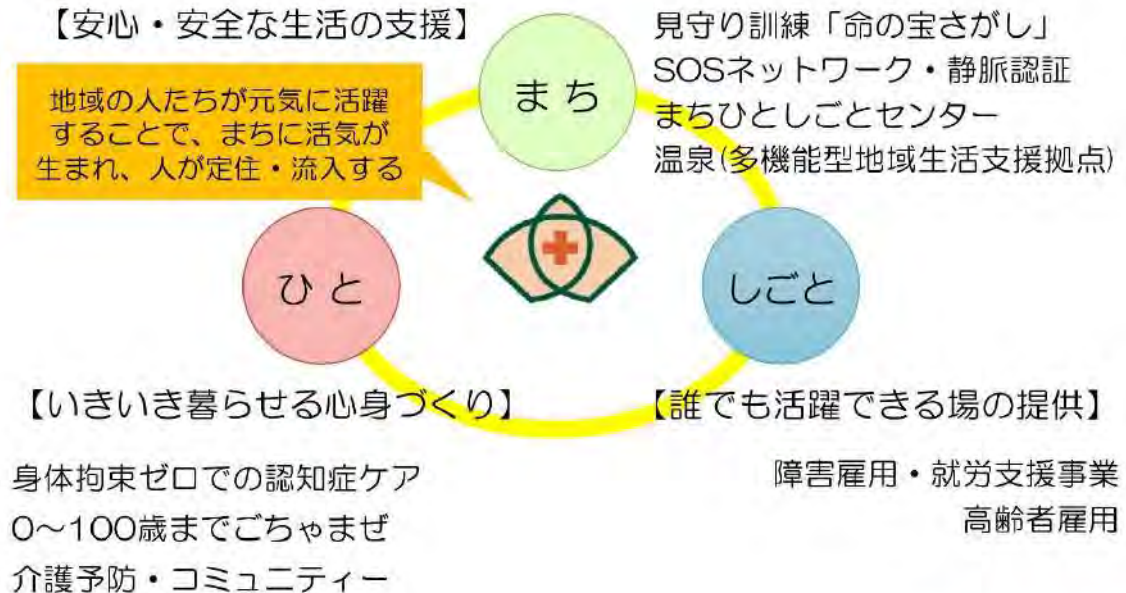 【安心・安全な生活の支援】
地域の人たちが元気に活躍
することで、まちに活気が
生まれ、人が定住・流入する
まち
見守り訓練「命の宝さがし」
SOSネットワーク・静脈認証
まちひとしごとセンター
温泉(多機能型地域生活支援拠点)
ひと
しごと
【いきいき暮らせる心身づくり】
身体拘束ゼロでの認知症ケア
0～100歳までごちゃまぜ
介護予防・コミュニティー
【誰でも活躍できる場の提供】
障害雇用・就労支援事業
高齢者雇用